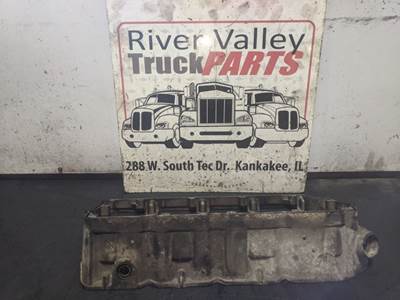 River Valley
TruckPARTS
288 W. South Tec Dr. Kankakee, IL